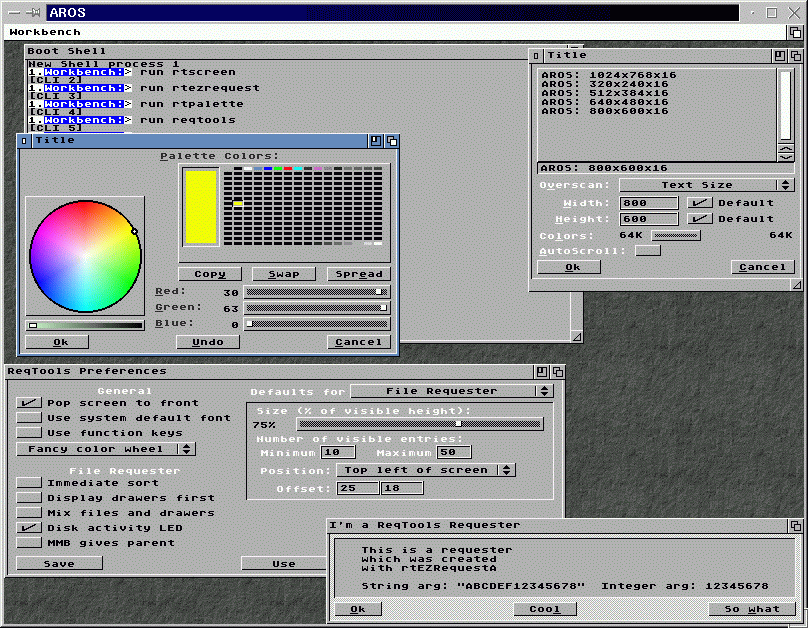 AROS
Workbench
Boot Shell
New Shell process 1
1.Workbench:> run rtscreen
[CLI 2]
1.Workbench:> run rtezrequest
[CLI 3]
1.Workbench:> run rtpalette
[CLI 4]
1.Workbench:> run reqtools
[CLI 5]
Title
AROS: 1024x768x16
AROS: 320x240x16
AROS: 512x384x16
AROS: 640x480x16
AROS: 800x600x16
AROS: 800x600x16
Overscan: Text Size
Width: 800 Default
Height: 600 Default
Colors: 64K 64K
AutoScroll:
Ok Cancel
Title
Palette Colors:
Copy Swap Spread
Red: 30
Green: 63
Blue: 0
Ok Undo Cancel
ReqTools Preferences
General
Pop screen to front
Use system default font
Use function keys
Fancy color wheel
File Requester
Immediate sort
Display drawers first
Mix files and drawers
Disk activity LED
MMB gives parent
Defaults for File Requester
Size (% of visible height):
75%
Number of visible entries:
Minimum 10 Maximum 50
Position: Top left of screen
Offset: 25 18
Save Use
I'm a ReqTools Requester
This is a requester
which was created
with rtEZRequestA
String arg: "ABCDEF12345678" Integer arg: 12345678
Ok Cool So what